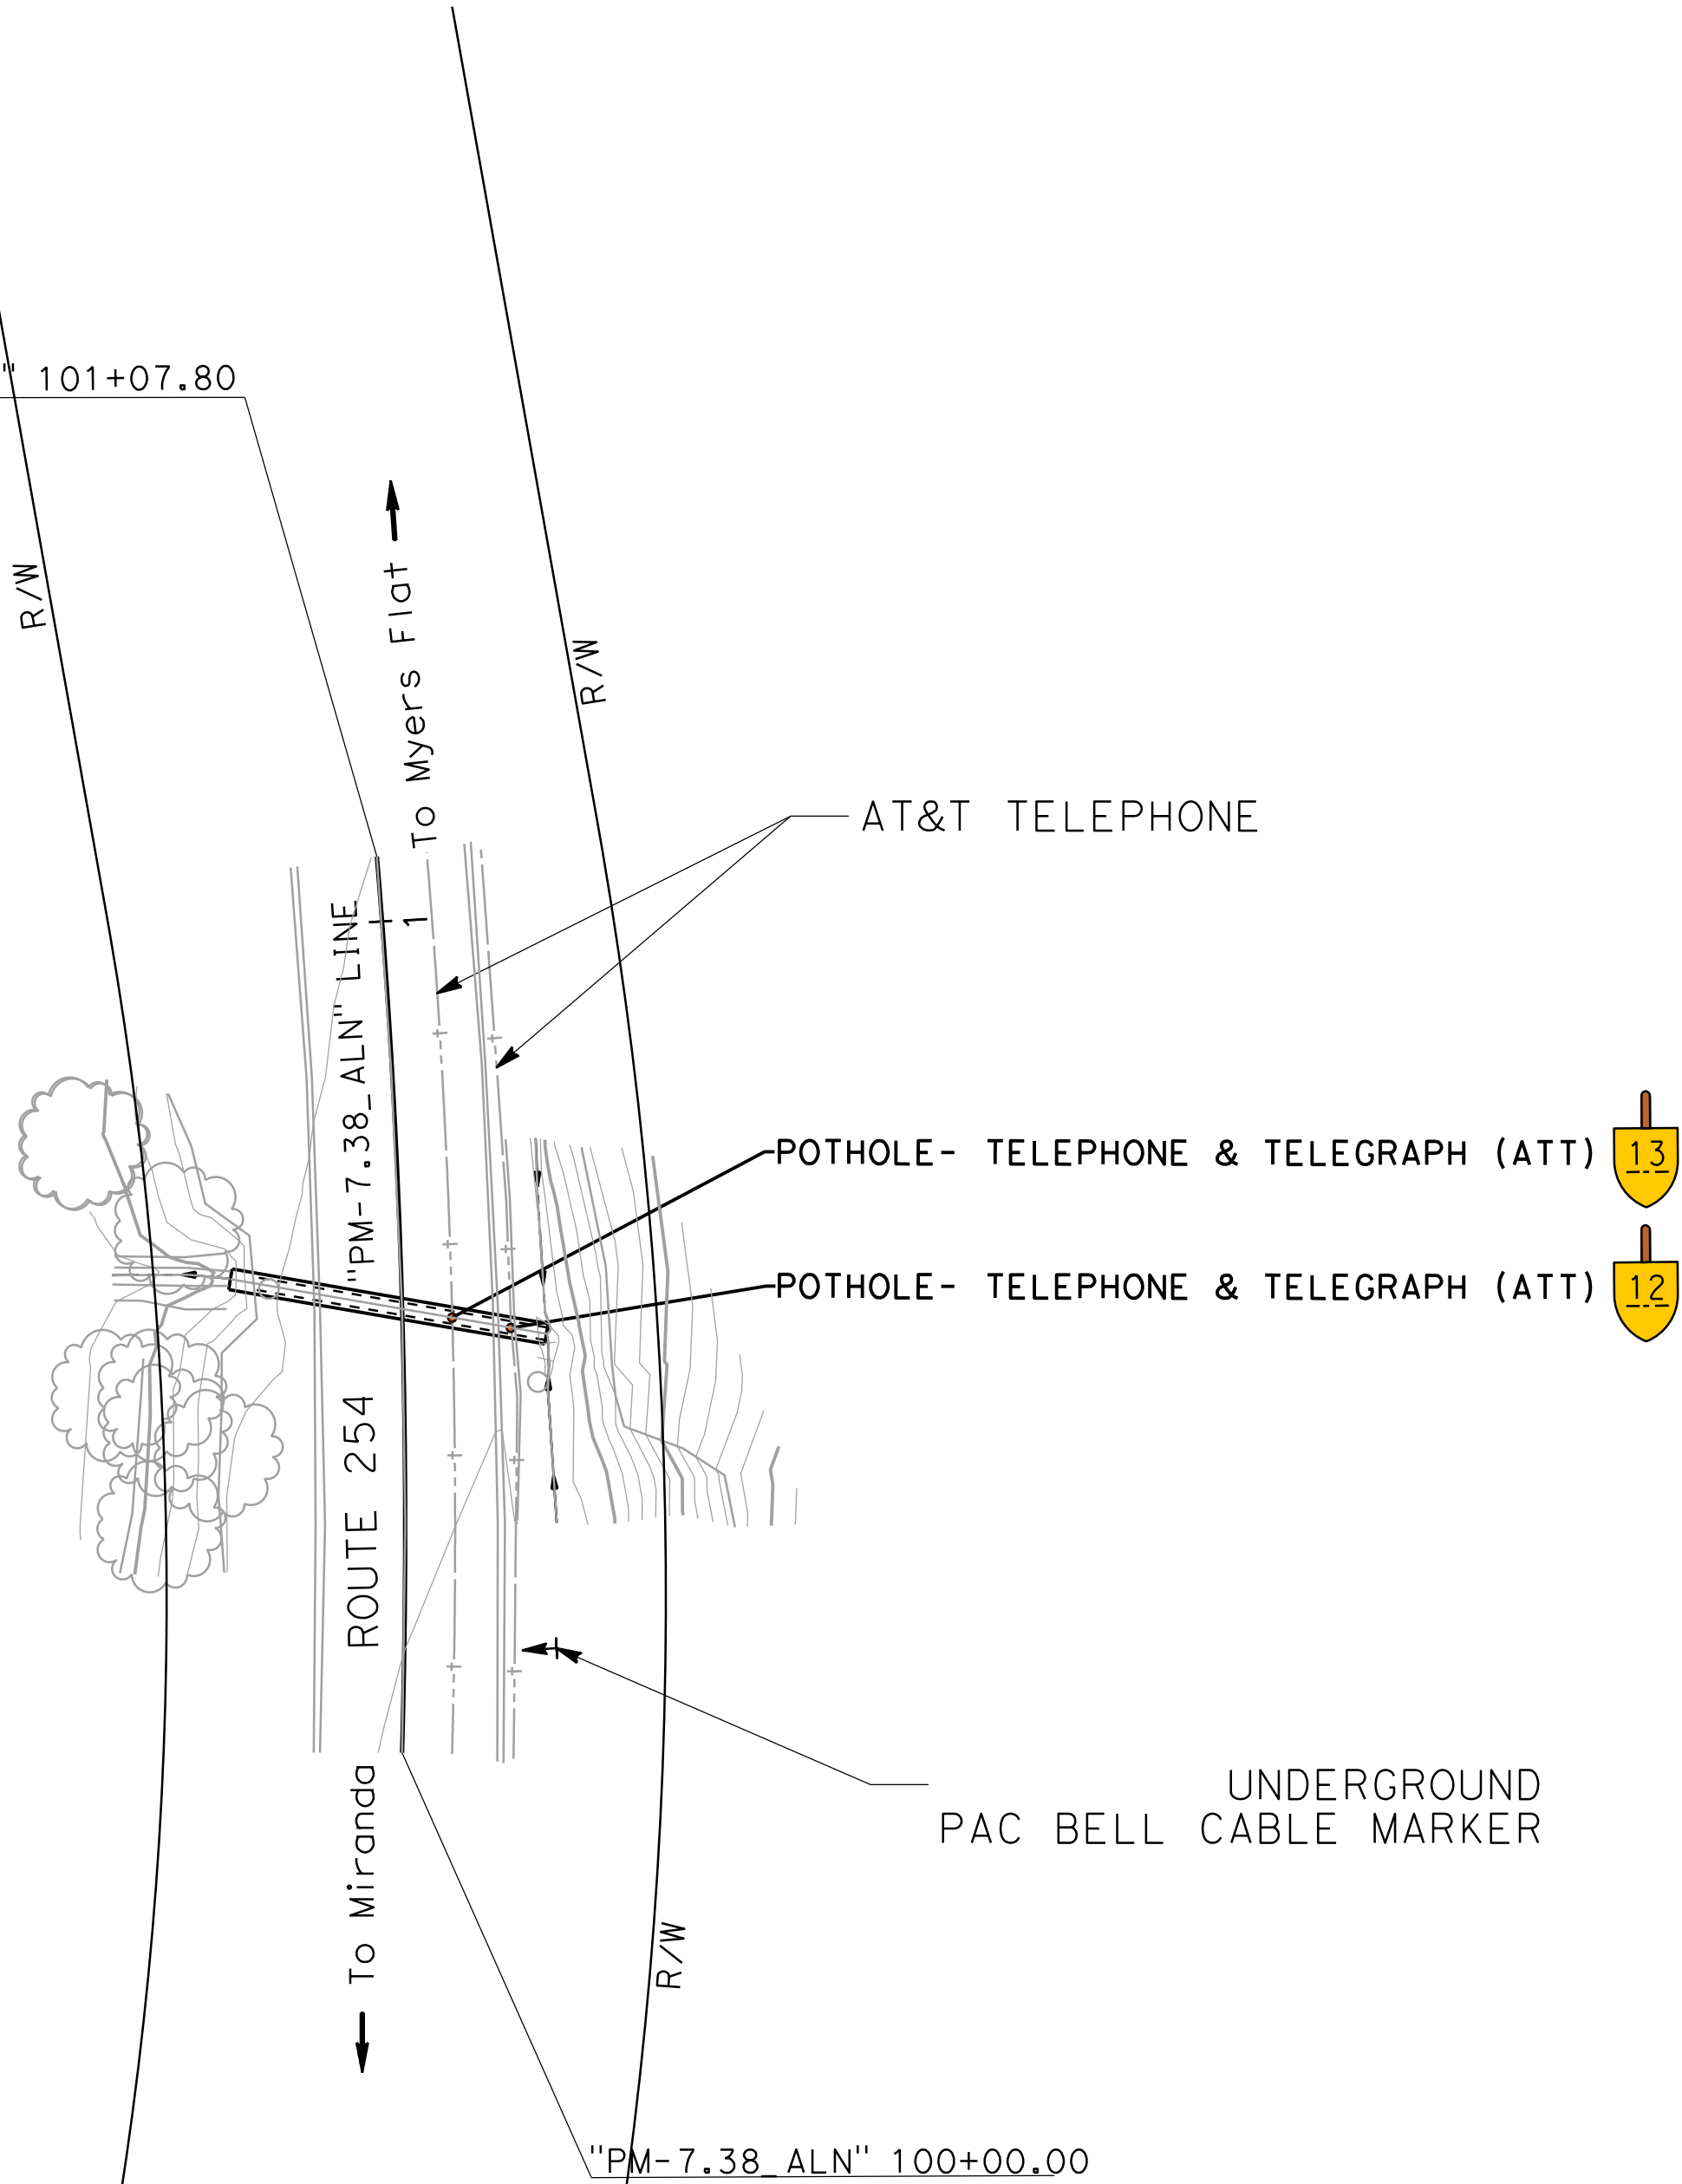 " 101+07.80
R/W
To Myers Flat
R/W
AT&T TELEPHONE
1
"PM-7.38_ALN" LINE
POTHOLE- TELEPHONE & TELEGRAPH (ATT) 13
POTHOLE- TELEPHONE & TELEGRAPH (ATT) 12
ROUTE 254
UNDERGROUND
PAC BELL CABLE MARKER
To Miranda
R/W
"PM-7.38_ALN" 100+00.00